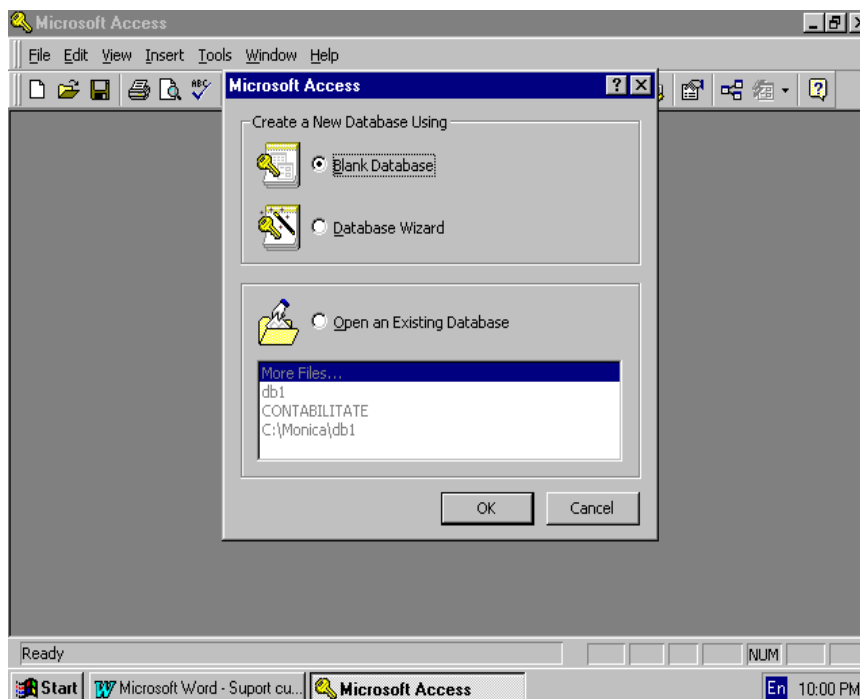 Microsoft Access
File Edit View Insert Tools Window Help
ABC
Microsoft Access
Create a New Database Using
Blank Database
Database Wizard
Open an Existing Database
More Files...
db1
CONTABILITATE
C:\Monica\db1
OK Cancel
Ready NUM
Start Microsoft Word - Suport cu... Microsoft Access En 10:00 PM